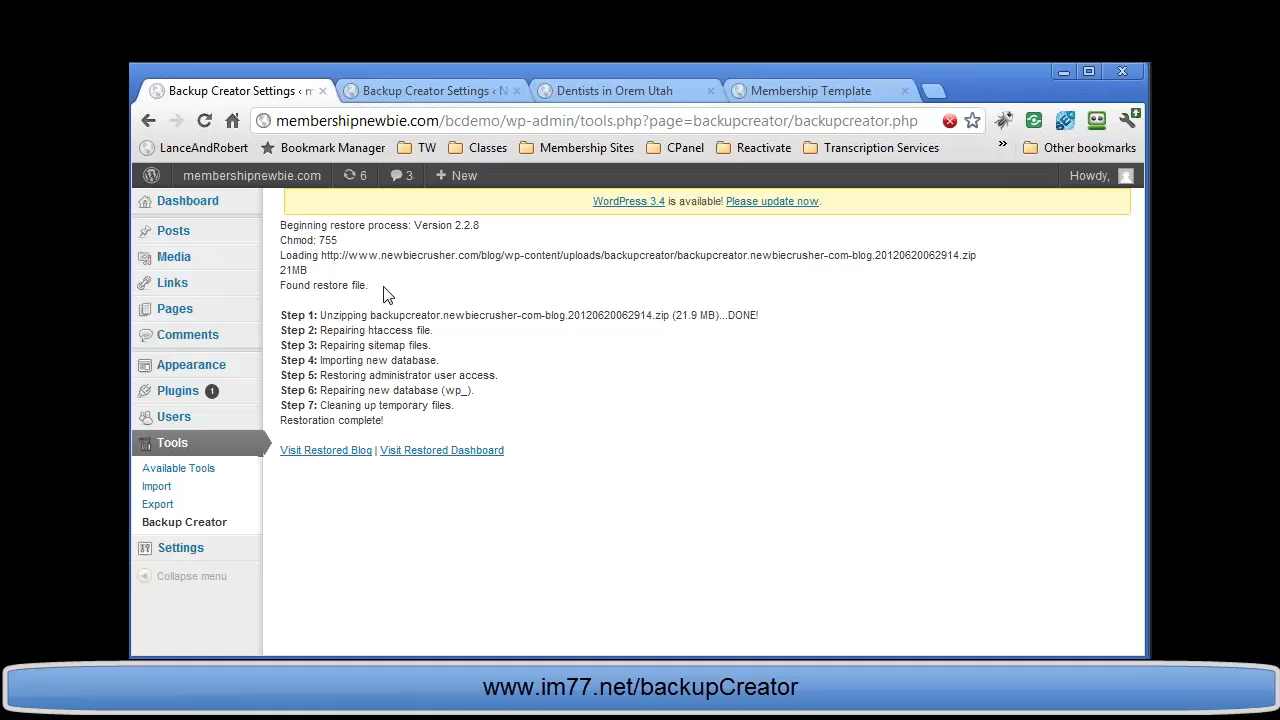 Backup Creator Settings ‹ m
Backup Creator Settings ‹ N
Dentists in Orem Utah
Membership Template
membershipnewbie.com/bcdemo/wp-admin/tools.php?page=backupcreator/backupcreator.php
LanceAndRobert
Bookmark Manager
TW
Classes
Membership Sites
CPanel
Reactivate
Transcription Services
»
Other bookmarks
membershipnewbie.com
6
3
New
Howdy,
Dashboard
Posts
Media
Links
Pages
Comments
Appearance
Plugins 1
Users
Tools
Available Tools
Import
Export
Backup Creator
Settings
Collapse menu
WordPress 3.4 is available! Please update now.
Beginning restore process: Version 2.2.8
Chmod: 755
Loading http://www.newbiecrusher.com/blog/wp-content/uploads/backupcreator/backupcreator.newbiecrusher-com-blog.20120620062914.zip
21MB
Found restore file.
Step 1: Unzipping backupcreator.newbiecrusher-com-blog.20120620062914.zip (21.9 MB)...DONE!
Step 2: Repairing htaccess file.
Step 3: Repairing sitemap files.
Step 4: Importing new database.
Step 5: Restoring administrator user access.
Step 6: Repairing new database (wp_).
Step 7: Cleaning up temporary files.
Restoration complete!
Visit Restored Blog | Visit Restored Dashboard
www.im77.net/backupCreator